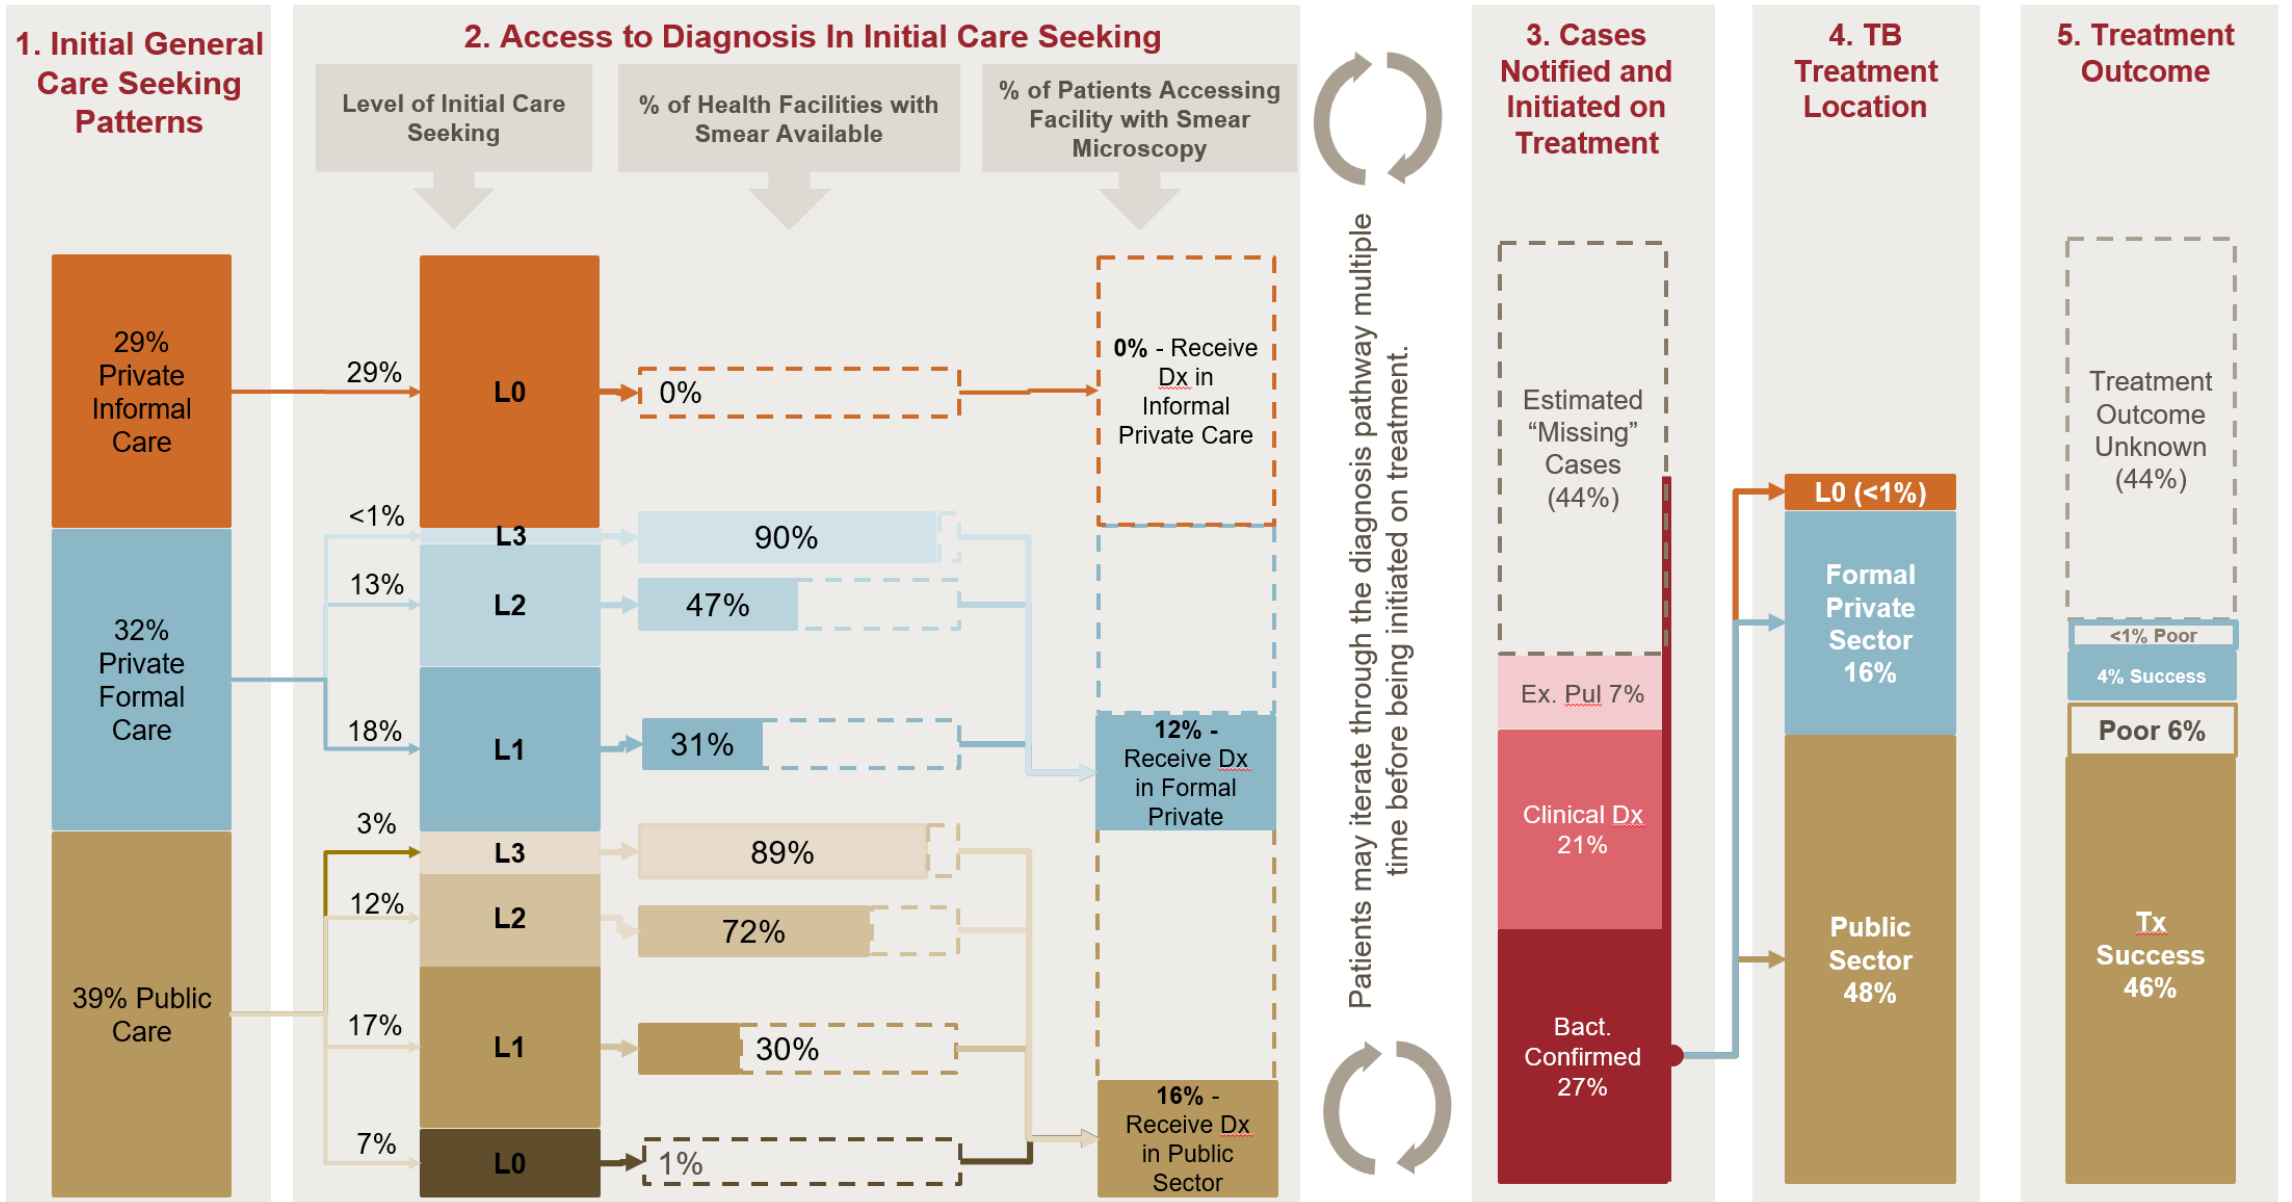 1. Initial General
Care Seeking
Patterns
2. Access to Diagnosis In Initial Care Seeking
Level of Initial Care
Seeking
% of Health Facilities with
Smear Available
% of Patients Accessing
Facility with Smear
Microscopy
3. Cases
Notified and
Initiated on
Treatment
4. TB
Treatment
Location
5. Treatment
Outcome
29%
Private
Informal
Care
32%
Private
Formal
Care
39% Public
Care
29%
<1%
13%
18%
3%
12%
17%
7%
L0
L3
L2
L1
L3
L2
L1
L0
0%
90%
47%
31%
89%
72%
30%
1%
0% - Receive
Dx in
Informal
Private Care
12% -
Receive Dx
in Formal
Private
16% -
Receive Dx
in Public
Sector
Patients may iterate through the diagnosis pathway multiple
time before being initiated on treatment.
Estimated
“Missing”
Cases
(44%)
Ex. Pul 7%
Clinical Dx
21%
Bact.
Confirmed
27%
L0 (<1%)
Formal
Private
Sector
16%
Public
Sector
48%
Treatment
Outcome
Unknown
(44%)
<1% Poor
4% Success
Poor 6%
Tx
Success
46%